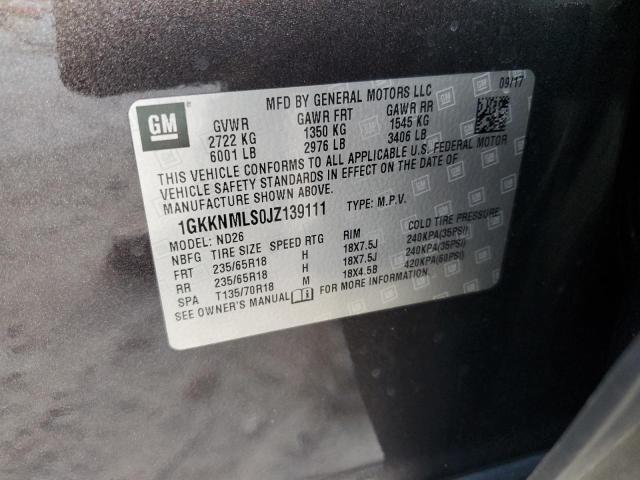 GM
MFD BY GENERAL MOTORS LLC 09/17
GVWR GAWR FRT GAWR RR
2722 KG 1350 KG 1545 KG
6001 LB 2976 LB 3406 LB
THIS VEHICLE CONFORMS TO ALL APPLICABLE U.S. FEDERAL MOTOR
VEHICLE SAFETY STANDARDS IN EFFECT ON THE DATE OF
MANUFACTURE SHOWN ABOVE.
1GKKNMLS0JZ139111 TYPE: M.P.V.
MODEL: ND26
NBFG TIRE SIZE SPEED RTG RIM COLD TIRE PRESSURE
FRT 235/65R18 H 18X7.5J 240KPA(35PSI)
RR 235/65R18 H 18X7.5J 240KPA(35PSI)
SPA T135/70R18 M 18X4.5B 420KPA(60PSI)
SEE OWNER'S MANUAL FOR MORE INFORMATION.